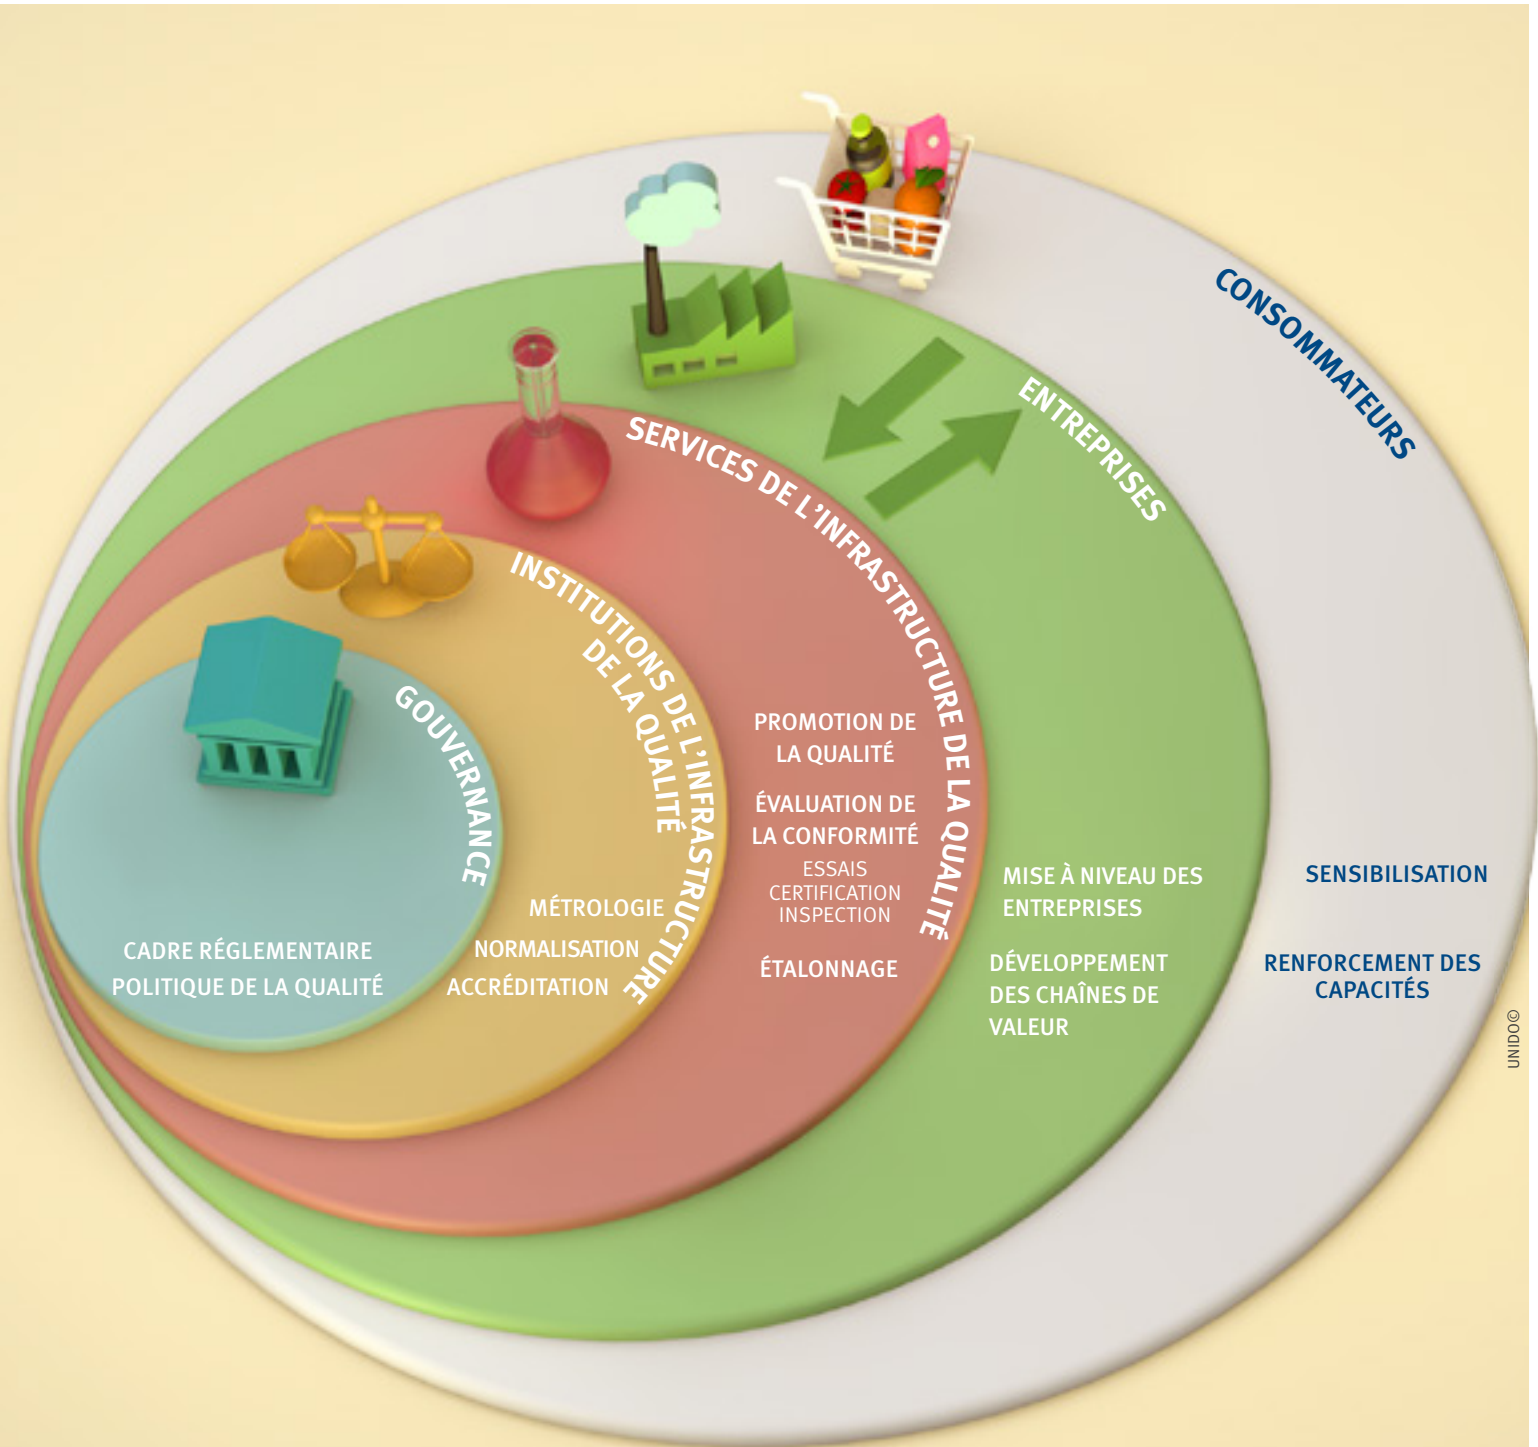 CONSOMMATEURS
ENTREPRISES
SERVICES DE L'INFRASTRUCTURE DE LA QUALITÉ
INSTITUTIONS DE L'INFRASTRUCTURE
DE LA QUALITÉ
GOUVERNANCE
CADRE RÉGLEMENTAIRE
POLITIQUE DE LA QUALITÉ
MÉTROLOGIE
NORMALISATION
ACCRÉDITATION
PROMOTION DE
LA QUALITÉ
ÉVALUATION DE
LA CONFORMITÉ
ESSAIS
CERTIFICATION
INSPECTION
ÉTALONNAGE
MISE À NIVEAU DES
ENTREPRISES
DÉVELOPPEMENT
DES CHAÎNES DE
VALEUR
SENSIBILISATION
RENFORCEMENT DES
CAPACITÉS
UNIDO©